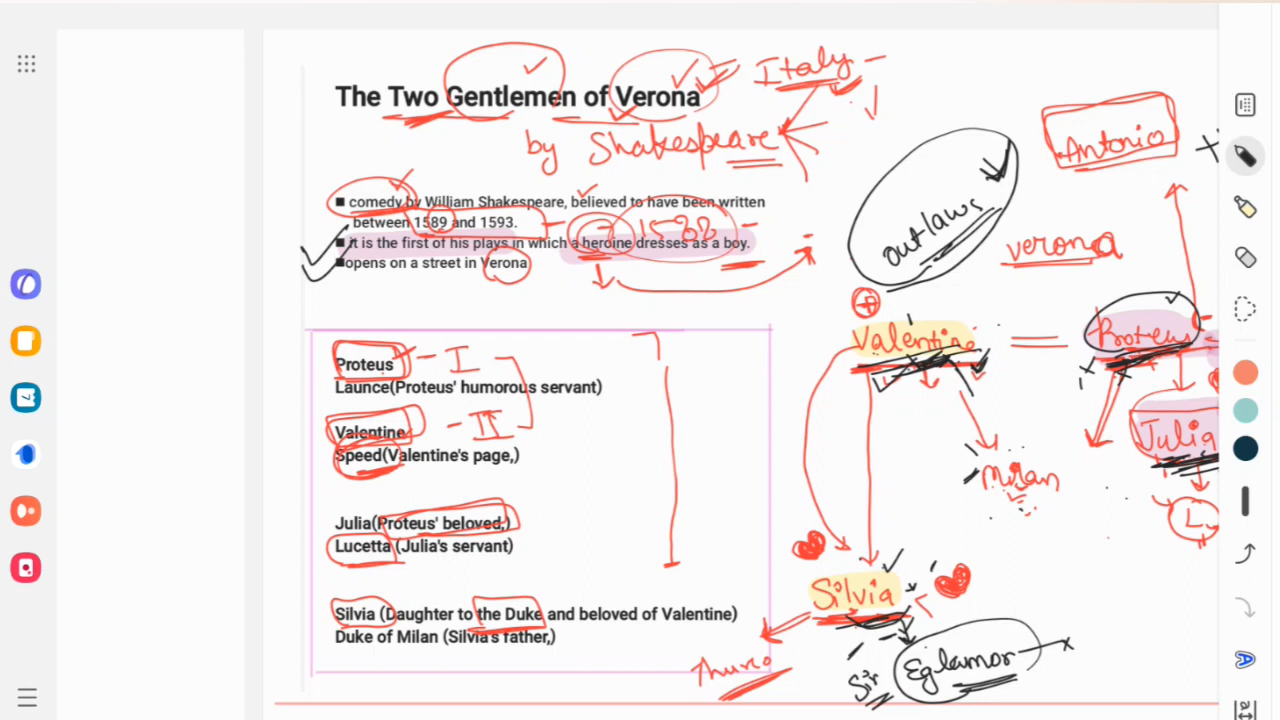 The Two Gentlemen of Verona
Italy
by Shakespeare
Antonio
■ comedy by William Shakespeare, believed to have been written
between 1589 and 1593.
1588
■ it is the first of his plays in which a heroine dresses as a boy.
■ opens on a street in Verona
outlaws
verona
Valentine = Proteus
Proteus - I
Launce(Proteus' humorous servant)
Valentine - II
Speed(Valentine's page,)
Julia
Milan
Julia(Proteus' beloved,)
Lucetta (Julia's servant)
Silvia
Silvia (Daughter to the Duke and beloved of Valentine)
Duke of Milan (Silvia's father,)
Thurio
Sir Eglamor